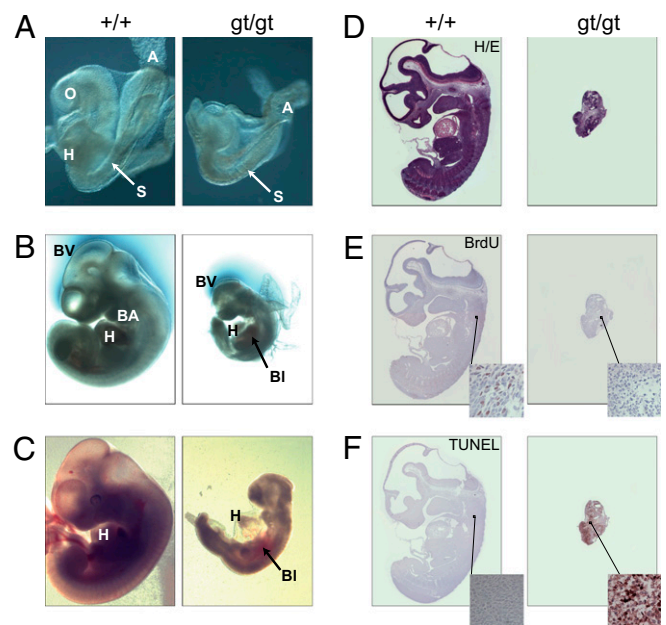 +/+ gt/gt
A
A
O
H
S
A
S
B
BV
BA
H
BV
H
BI
C
H
H
BI
+/+ gt/gt
D
H/E
E
BrdU
F
TUNEL